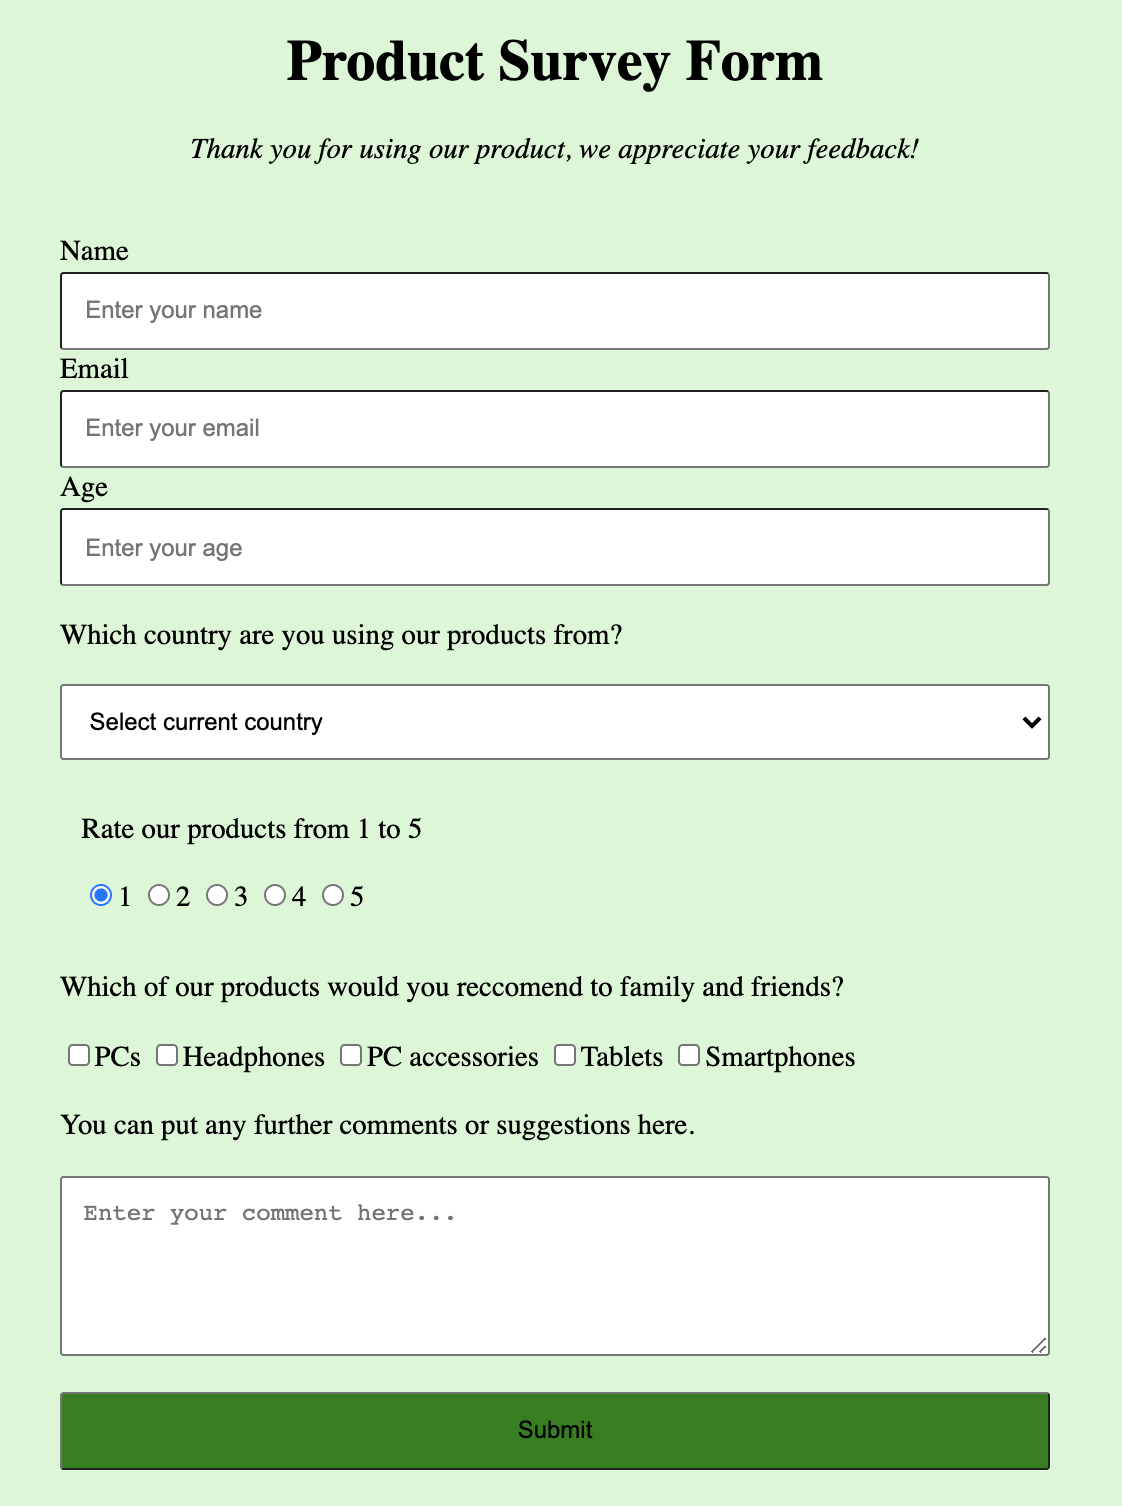 Product Survey Form
Thank you for using our product, we appreciate your feedback!
Name
Enter your name
Email
Enter your email
Age
Enter your age
Which country are you using our products from?
Select current country
Rate our products from 1 to 5
1 2 3 4 5
Which of our products would you reccomend to family and friends?
PCs Headphones PC accessories Tablets Smartphones
You can put any further comments or suggestions here.
Enter your comment here...
Submit